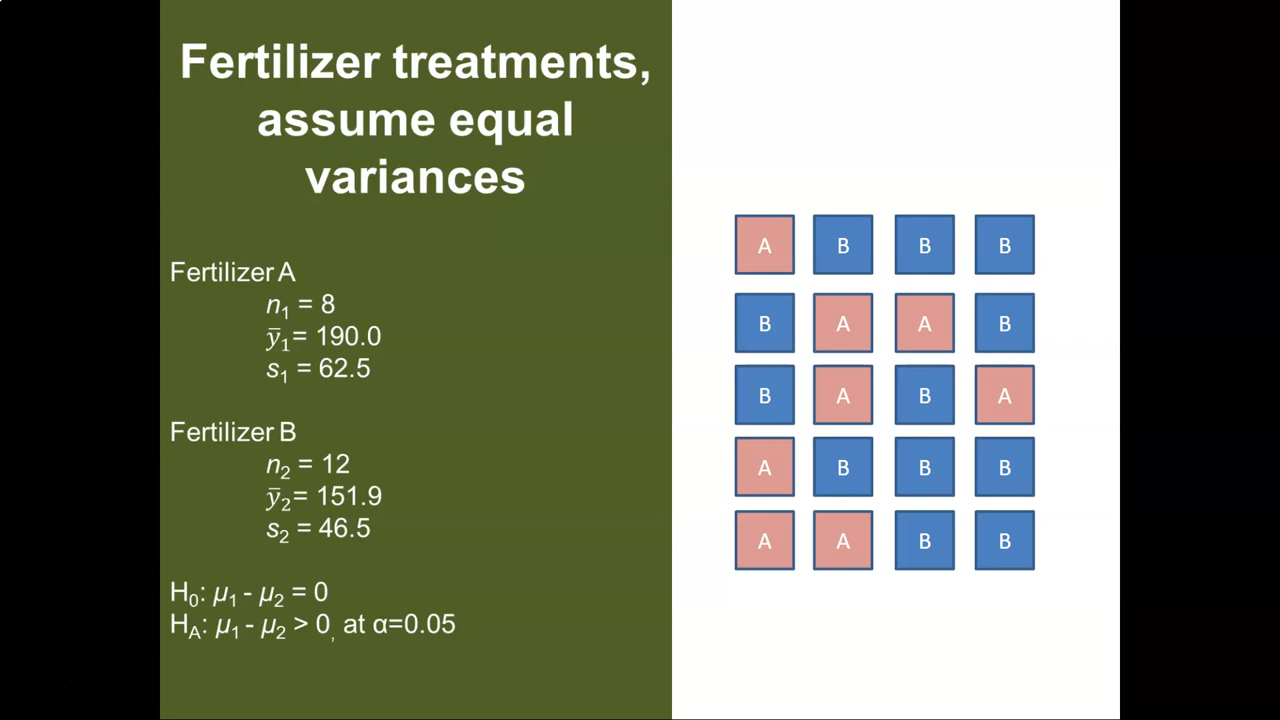 Fertilizer treatments,
assume equal
variances
Fertilizer A
n₁ = 8
ȳ₁= 190.0
s₁ = 62.5
Fertilizer B
n₂ = 12
ȳ₂= 151.9
s₂ = 46.5
H₀: μ₁ - μ₂ = 0
H_A: μ₁ - μ₂ > 0, at α=0.05
A B B B
B A A B
B A B A
A B B B
A A B B